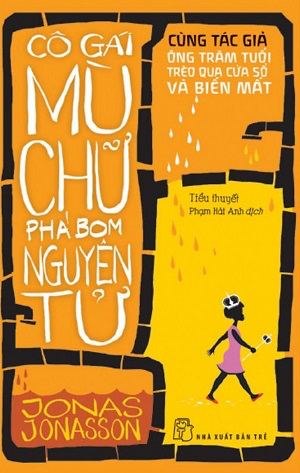 CÔ GÁI
MÙ
CHỮ
PHÁ BOM
NGUYÊN
TỬ
CÙNG TÁC GIẢ
ÔNG TRĂM TUỔI
TRÈO QUA CỬA SỔ
VÀ BIẾN MẤT
Tiểu thuyết
Phạm Hải Anh dịch
JONAS
JONASSON
NHÀ XUẤT BẢN TRẺ